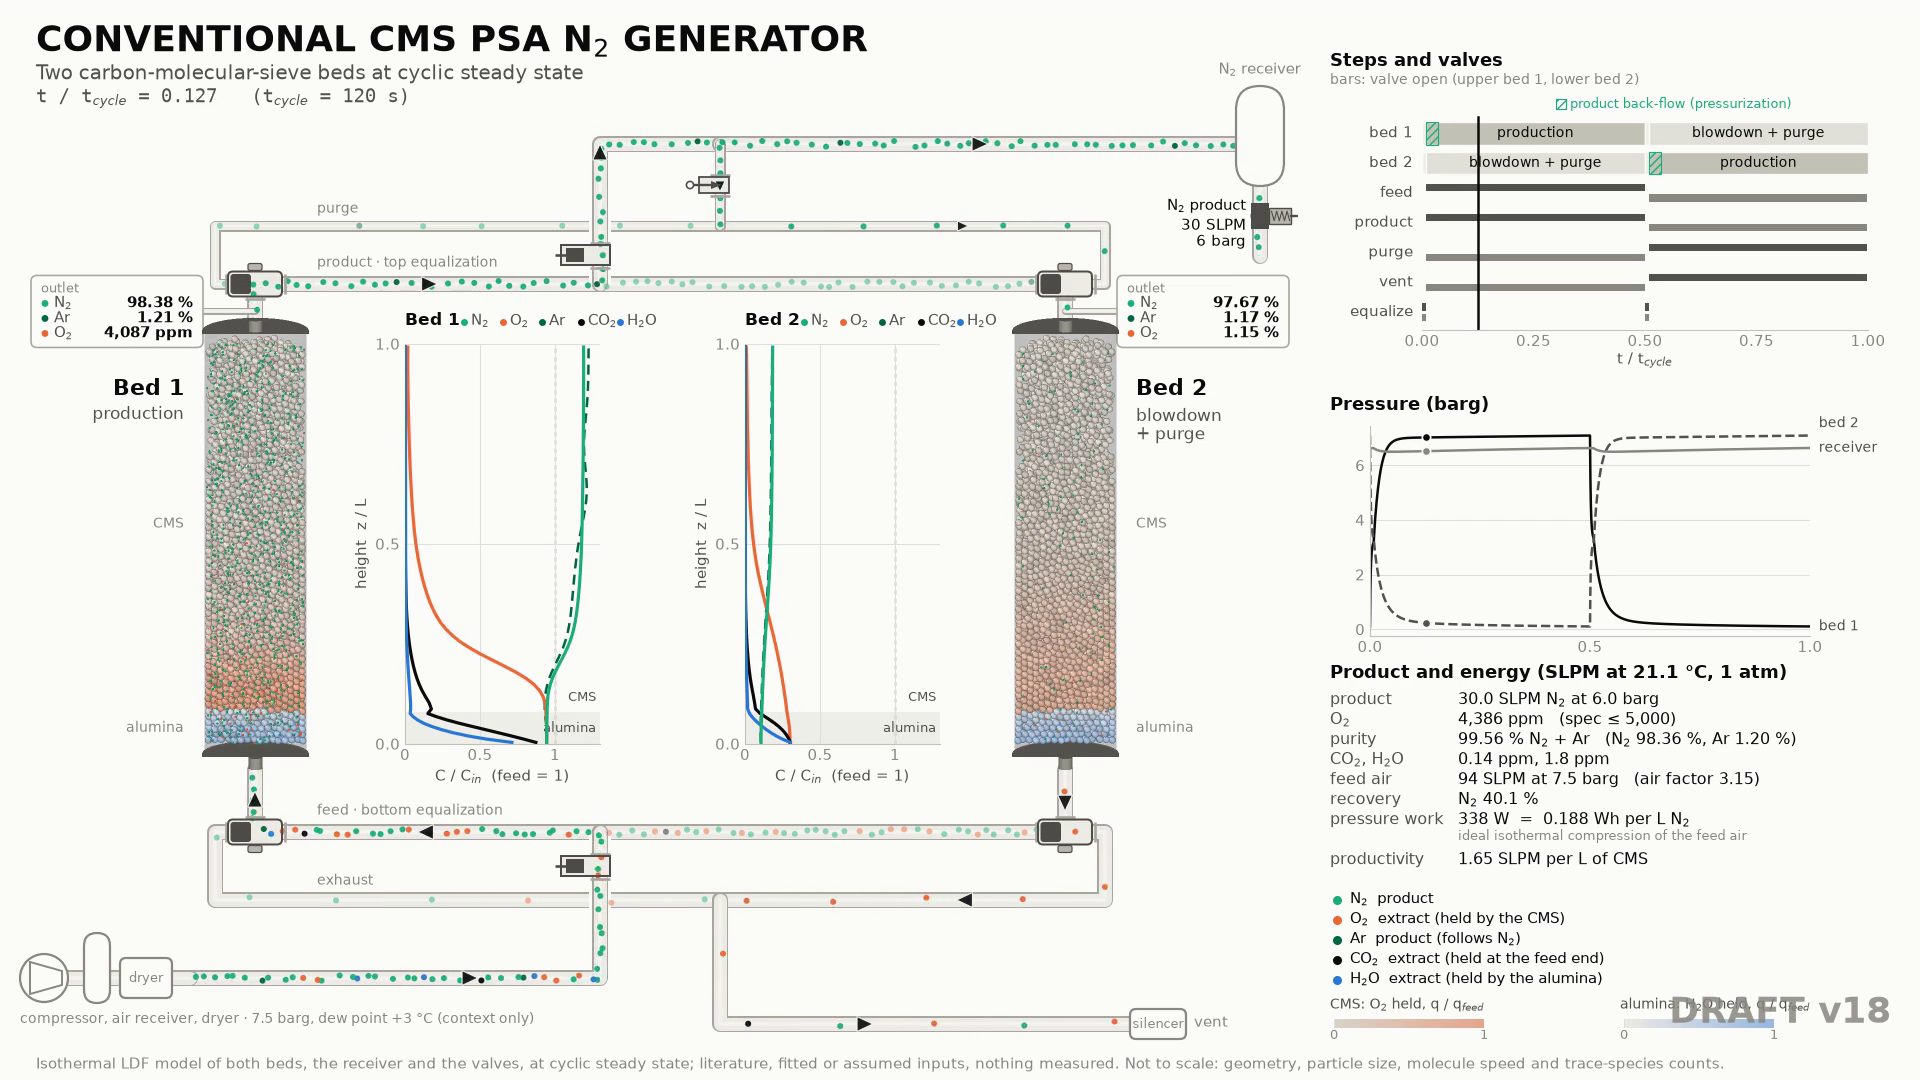 CONVENTIONAL CMS PSA N₂ GENERATOR
Two carbon-molecular-sieve beds at cyclic steady state
t / t_cycle = 0.127   (t_cycle = 120 s)
N₂ receiver
purge
product · top equalization
N₂ product
30 SLPM
6 barg
outlet
N₂ 98.38 %
Ar 1.21 %
O₂ 4,087 ppm
outlet
N₂ 97.67 %
Ar 1.17 %
O₂ 1.15 %
Bed 1
production
CMS
alumina
Bed 1 N₂ O₂ Ar CO₂ H₂O
1.0
0.5
0.0
height z / L
CMS
alumina
0 0.5 1
C / C_in (feed = 1)
Bed 2 N₂ O₂ Ar CO₂ H₂O
1.0
0.5
0.0
height z / L
CMS
alumina
0 0.5 1
C / C_in (feed = 1)
Bed 2
blowdown
+ purge
CMS
alumina
feed · bottom equalization
exhaust
dryer
compressor, air receiver, dryer · 7.5 barg, dew point +3 °C (context only)
silencer
vent
Steps and valves
bars: valve open (upper bed 1, lower bed 2)
product back-flow (pressurization)
bed 1 production blowdown + purge
bed 2 blowdown + purge production
feed
product
purge
vent
equalize
0.00 0.25 0.50 0.75 1.00
t / t_cycle
Pressure (barg)
bed 2
receiver
bed 1
6
4
2
0
0.0 0.5 1.0
Product and energy (SLPM at 21.1 °C, 1 atm)
product 30.0 SLPM N₂ at 6.0 barg
O₂ 4,386 ppm (spec ≤ 5,000)
purity 99.56 % N₂ + Ar (N₂ 98.36 %, Ar 1.20 %)
CO₂, H₂O 0.14 ppm, 1.8 ppm
feed air 94 SLPM at 7.5 barg (air factor 3.15)
recovery N₂ 40.1 %
pressure work 338 W = 0.188 Wh per L N₂
ideal isothermal compression of the feed air
productivity 1.65 SLPM per L of CMS
N₂ product
O₂ extract (held by the CMS)
Ar product (follows N₂)
CO₂ extract (held at the feed end)
H₂O extract (held by the alumina)
CMS: O₂ held, q / q_feed
0 1
alumina: H₂O held, q / q_feed
0 1
DRAFT v18
Isothermal LDF model of both beds, the receiver and the valves, at cyclic steady state; literature, fitted or assumed inputs, nothing measured. Not to scale: geometry, particle size, molecule speed and trace-species counts.